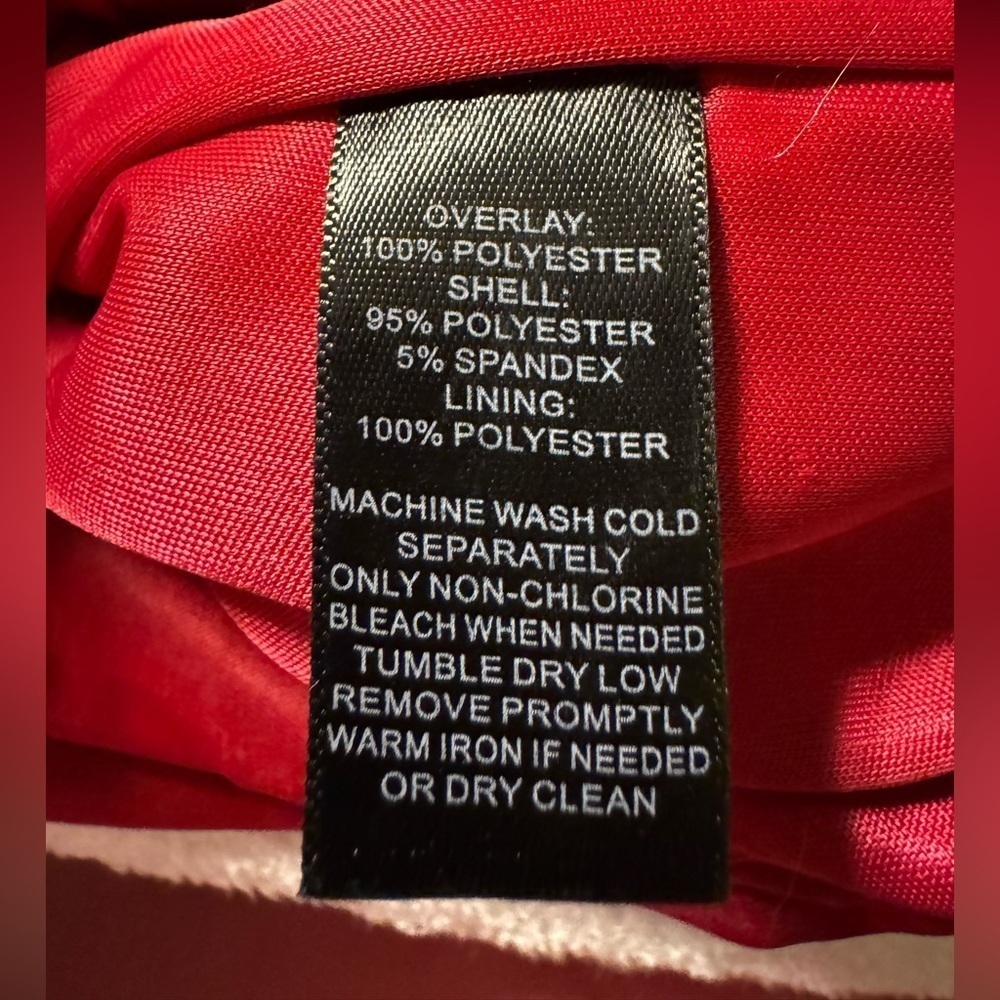 OVERLAY:
100% POLYESTER
SHELL:
95% POLYESTER
5% SPANDEX
LINING:
100% POLYESTER
MACHINE WASH COLD
SEPARATELY
ONLY NON-CHLORINE
BLEACH WHEN NEEDED
TUMBLE DRY LOW
REMOVE PROMPTLY
WARM IRON IF NEEDED
OR DRY CLEAN